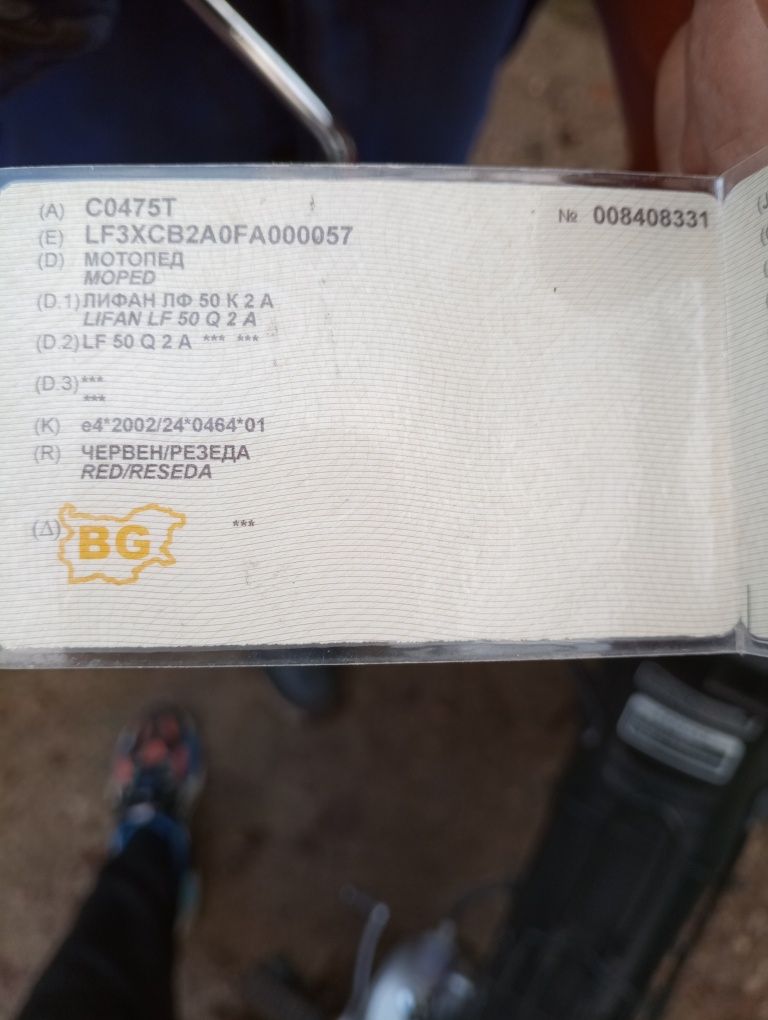 (A) C0475T
№ 008408331
(E) LF3XCB2A0FA000057
(D) МОТОПЕД
MOPED
(D.1) ЛИФАН ЛФ 50 К 2 А
LIFAN LF 50 Q 2 A
(D.2) LF 50 Q 2 A *** ***
(D.3) ***
***
(K) e4*2002/24*0464*01
(R) ЧЕРВЕН/РЕЗЕДА
RED/RESEDA
(Δ) BG ***